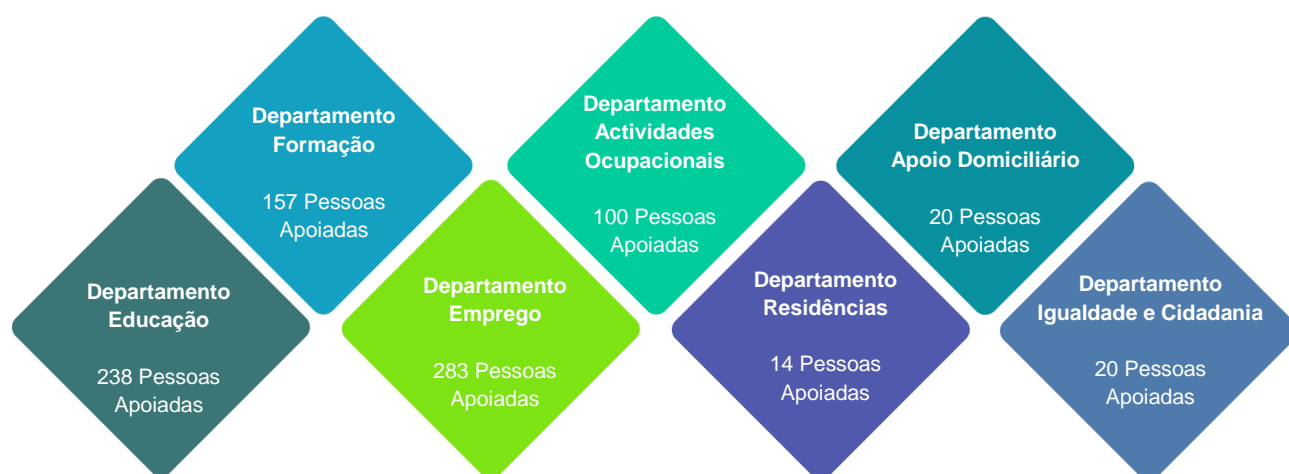 Departamento
Educação
238 Pessoas
Apoiadas
Departamento
Formação
157 Pessoas
Apoiadas
Departamento
Emprego
283 Pessoas
Apoiadas
Departamento
Actividades
Ocupacionais
100 Pessoas
Apoiadas
Departamento
Residências
14 Pessoas
Apoiadas
Departamento
Apoio Domiciliário
20 Pessoas
Apoiadas
Departamento
Igualdade e Cidadania
20 Pessoas
Apoiadas